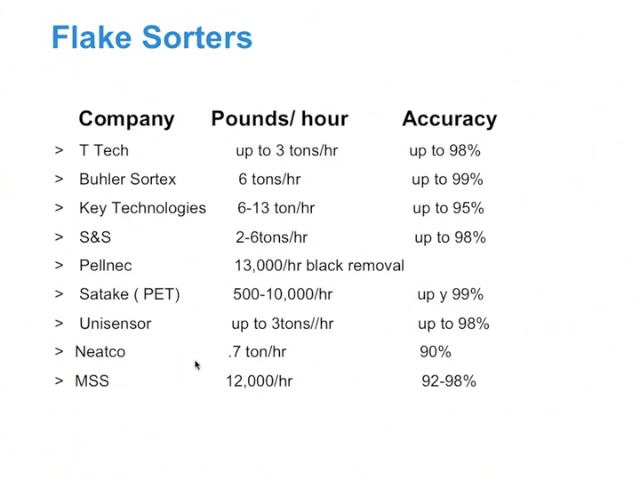 Flake Sorters
Company Pounds/ hour Accuracy
> T Tech up to 3 tons/hr up to 98%
> Buhler Sortex 6 tons/hr up to 99%
> Key Technologies 6-13 ton/hr up to 95%
> S&S 2-6tons/hr up to 98%
> Pellnec 13,000/hr black removal
> Satake ( PET) 500-10,000/hr up y 99%
> Unisensor up to 3tons//hr up to 98%
> Neatco .7 ton/hr 90%
> MSS 12,000/hr 92-98%